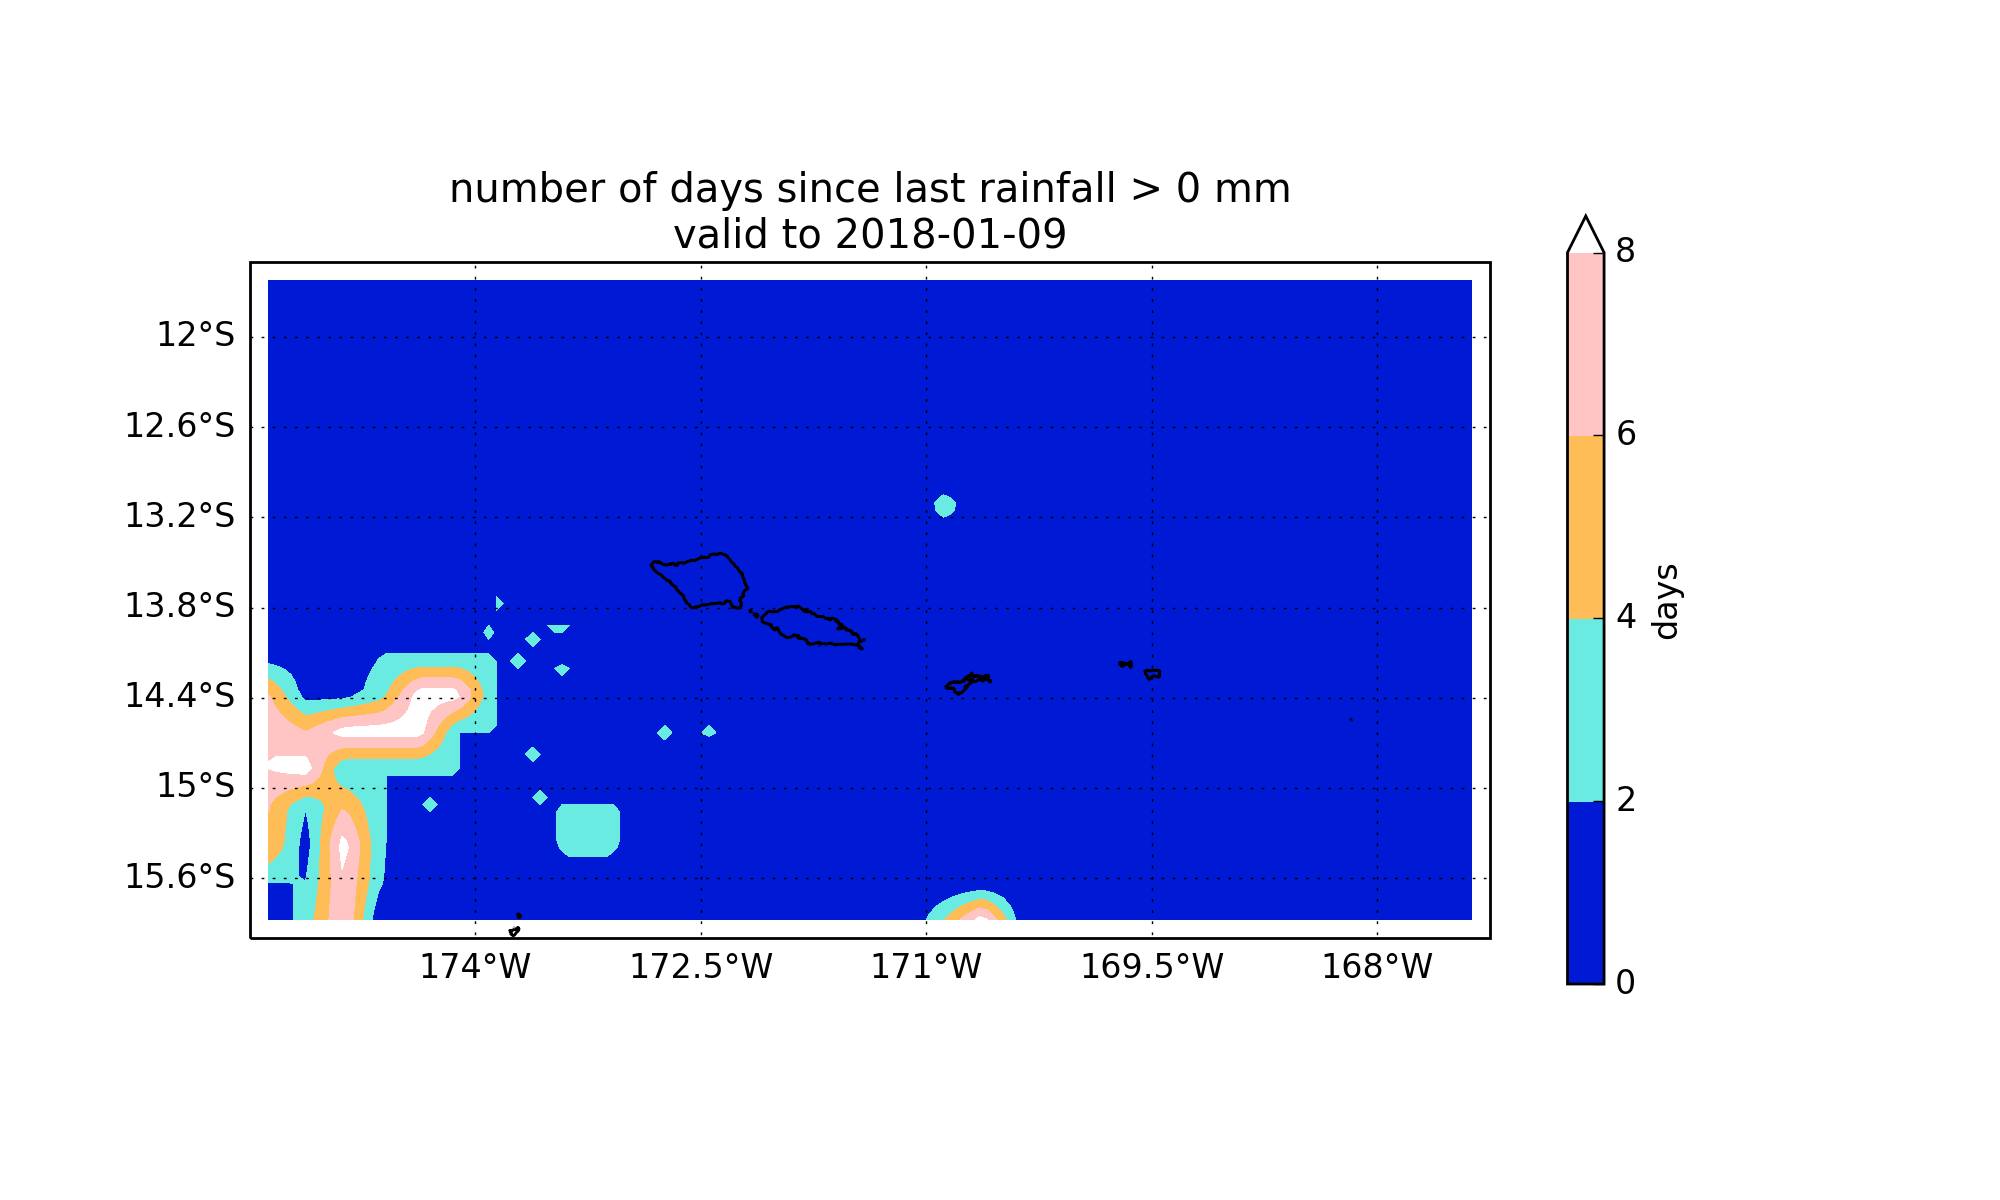 number of days since last rainfall > 0 mm
valid to 2018-01-09
12°S
12.6°S
13.2°S
13.8°S
14.4°S
15°S
15.6°S
174°W 172.5°W 171°W 169.5°W 168°W
8
6
4
2
0
days